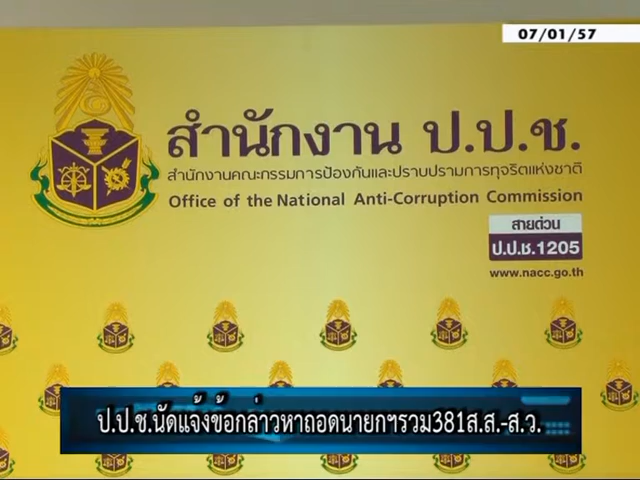 07/01/57
สำนักงาน ป.ป.ช.
สำนักงานคณะกรรมการป้องกันและปราบปรามการทุจริตแห่งชาติ
Office of the National Anti-Corruption Commission
สายด่วน
ป.ป.ช.1205
www.nacc.go.th
ป.ป.ช.นัดแจ้งข้อกล่าวหาถอดนายกฯรวม381ส.ส.-ส.ว.